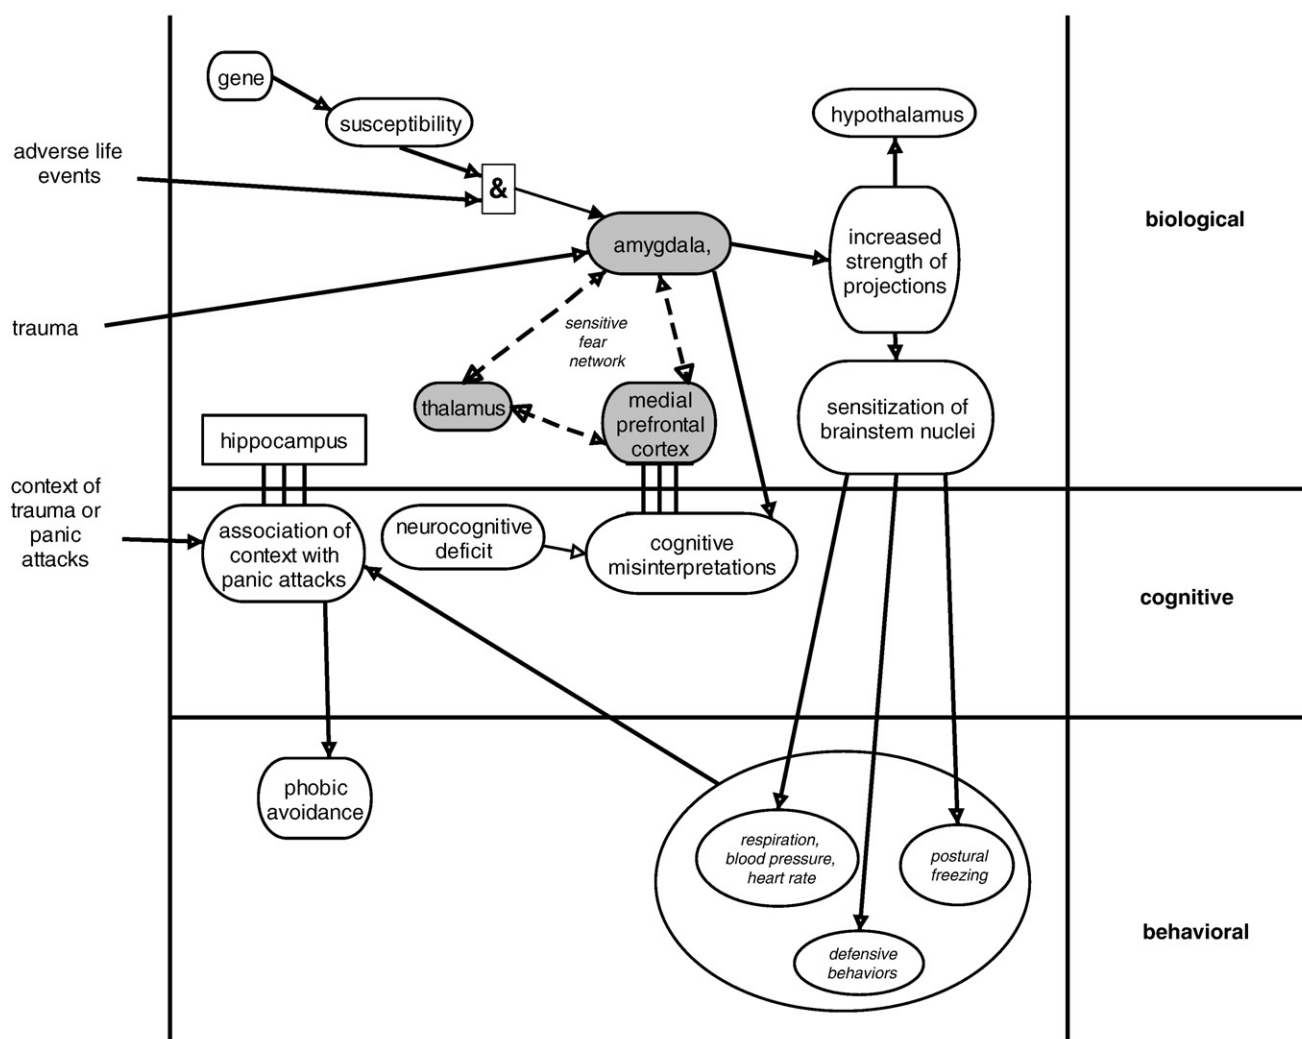 gene
susceptibility
adverse life
events
&
hypothalamus
amygdala,
increased
strength of
projections
biological
trauma
sensitive
fear
network
thalamus
medial
prefrontal
cortex
sensitization of
brainstem nuclei
hippocampus
context of
trauma or
panic
attacks
association of
context with
panic attacks
neurocognitive
deficit
cognitive
misinterpretations
cognitive
phobic
avoidance
respiration,
blood pressure,
heart rate
postural
freezing
defensive
behaviors
behavioral